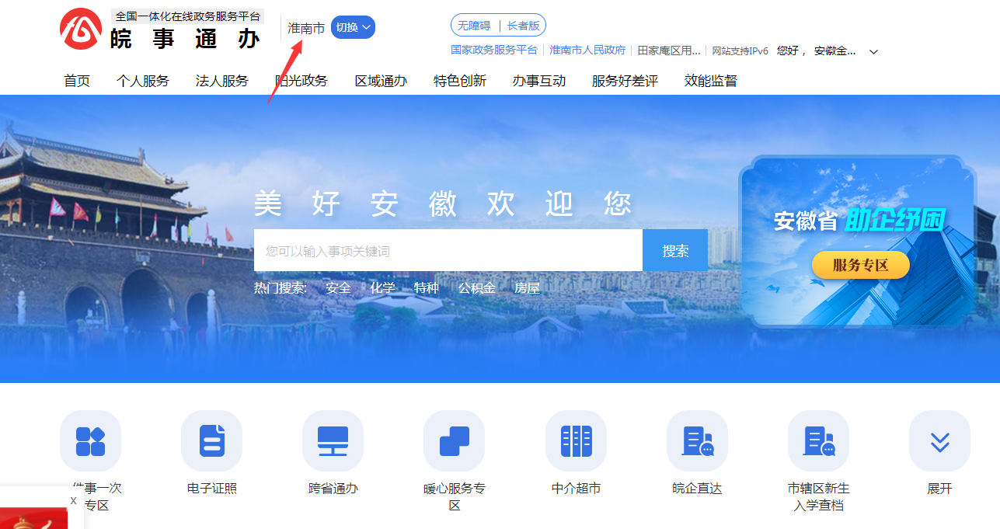 全国一体化在线政务服务平台
皖事通办
淮南市 切换
无障碍 长者版
国家政务服务平台 淮南市人民政府 田家庵区用... 网站支持IPv6 您好， 安徽金...
首页 个人服务 法人服务 阳光政务 区域通办 特色创新 办事互动 服务好差评 效能监督
美好安徽欢迎您
您可以输入事项关键词 搜索
热门搜索: 安全 化学 特种 公积金 房屋
安徽省 助企纾困
服务专区
件事一次
专区
电子证照
跨省通办
暖心服务专
区
中介超市
皖企直达
市辖区新生
入学查档
展开
x